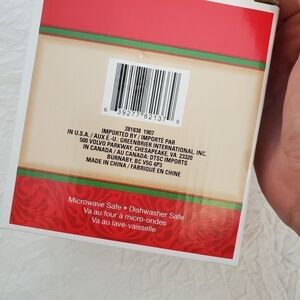 6 39277 82137 8
281838 1907
IMPORTED BY / IMPORTÉ PAR
IN U.S.A. / AUX É.-U.: GREENBRIER INTERNATIONAL, INC.
500 VOLVO PARKWAY, CHESAPEAKE, VA 23320
IN CANADA / AU CANADA: DTSC IMPORTS
BURNABY, BC V5G 4P3
MADE IN CHINA / FABRIQUÉ EN CHINE
Microwave Safe • Dishwasher Safe
Va au four à micro-ondes
Va au lave-vaisselle